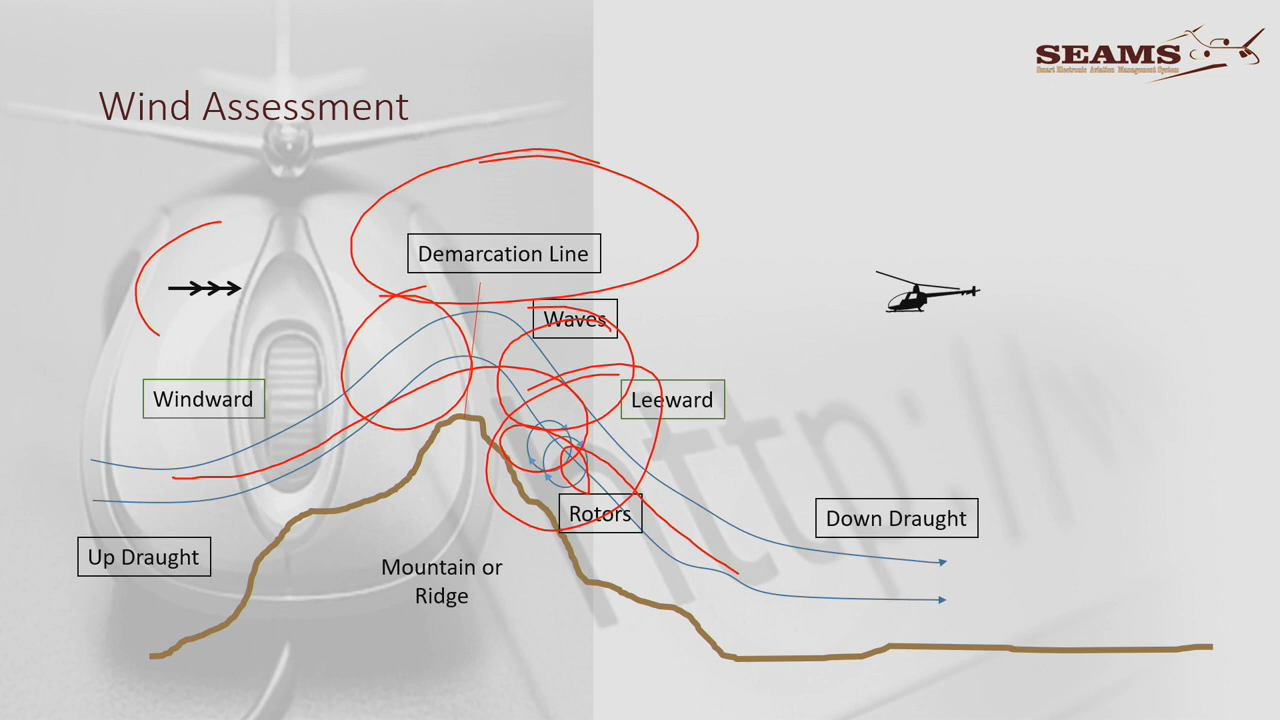 SEAMS
Smart Electronic Aviation Management System
Wind Assessment
Demarcation Line
Waves
Windward
Leeward
Rotors
Down Draught
Up Draught
Mountain or
Ridge
http://